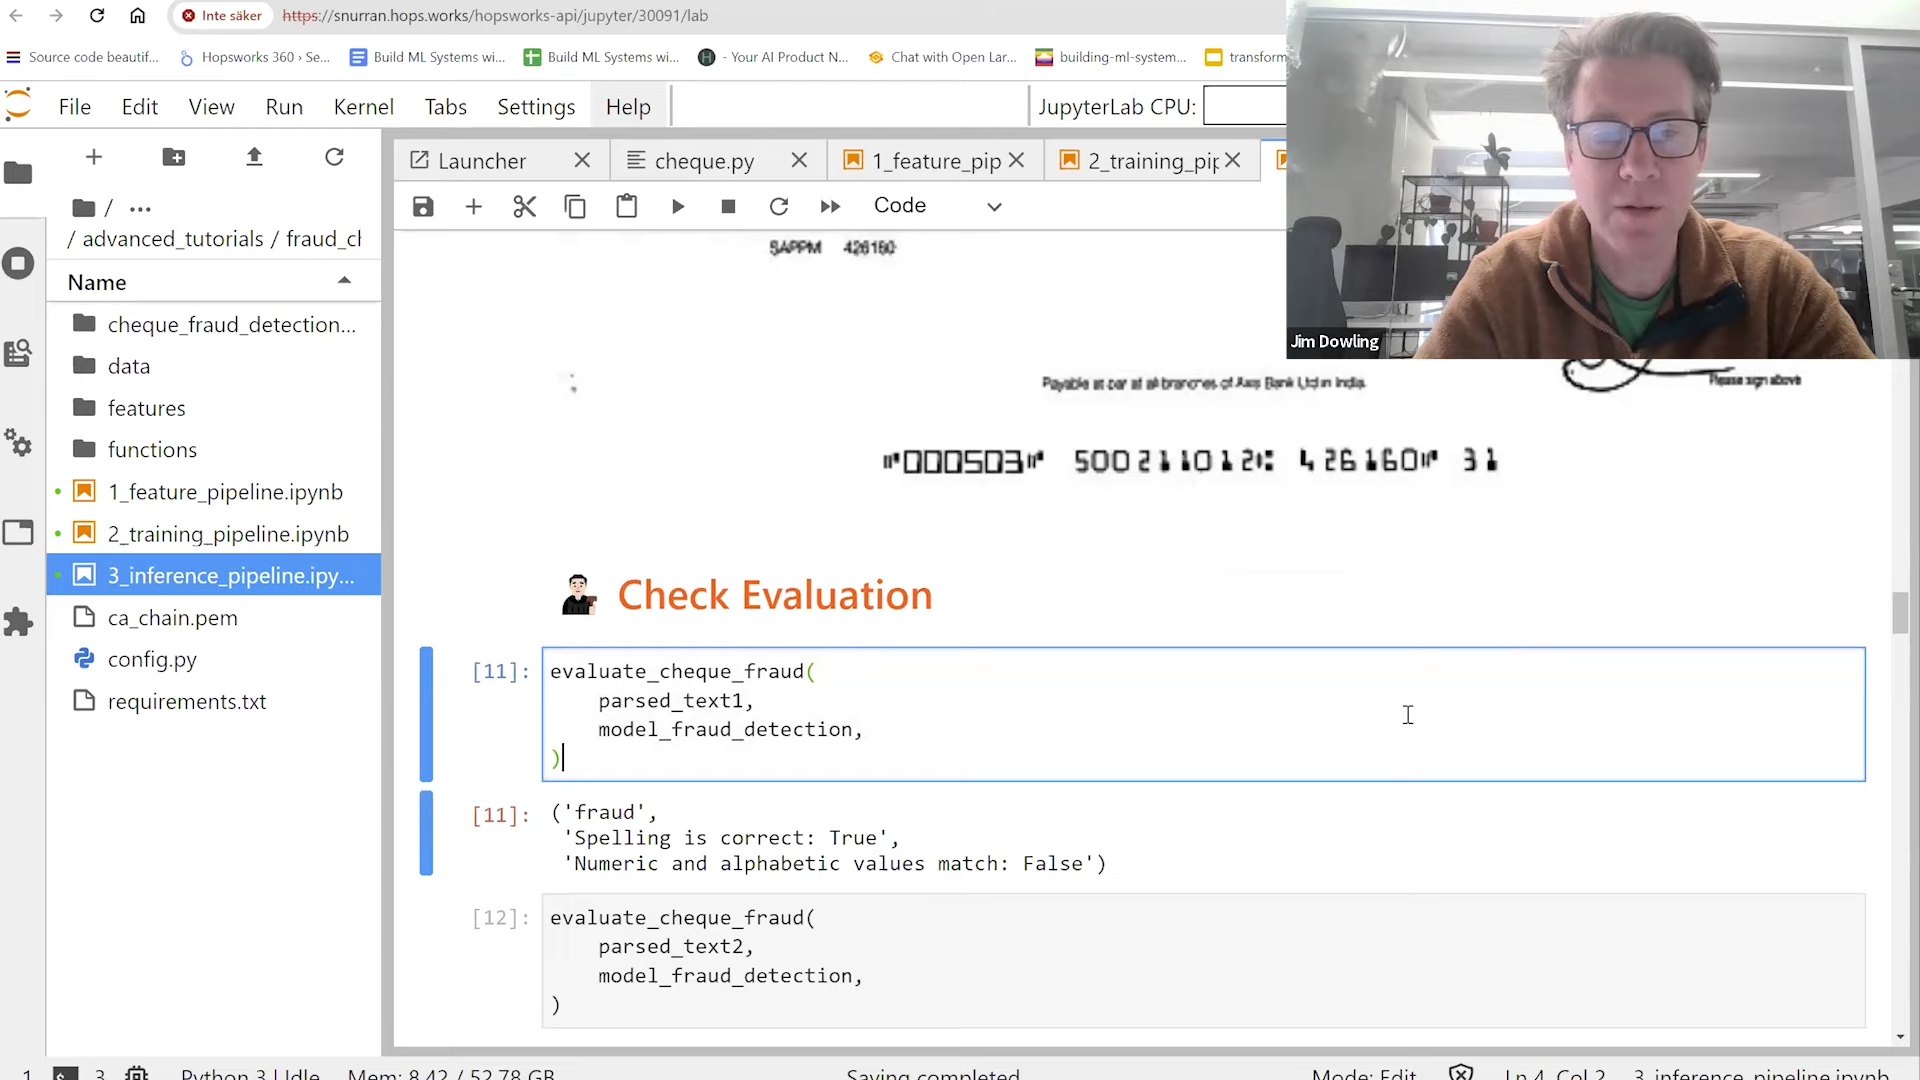 Inte säker
https://snurran.hops.works/hopsworks-api/jupyter/30091/lab
Source code beautif...
Hopsworks 360 › Se...
Build ML Systems wi...
Build ML Systems wi...
- Your AI Product N...
Chat with Open Lar...
building-ml-system...
transform
File
Edit
View
Run
Kernel
Tabs
Settings
Help
JupyterLab CPU:
Launcher
cheque.py
1_feature_pip
2_training_pip
Code
/ ...
/ advanced_tutorials / fraud_ch
Name
cheque_fraud_detection...
data
features
functions
1_feature_pipeline.ipynb
2_training_pipeline.ipynb
3_inference_pipeline.ipy...
ca_chain.pem
config.py
requirements.txt
Jim Dowling
SAPPM 426160
Payable at par at all branches of Axis Bank Ltd in India.
Please sign above
⑈000503⑈ 500211012⑆ 426160⑈ 31
Check Evaluation
[11]:
evaluate_cheque_fraud(
parsed_text1,
model_fraud_detection,
)
[11]:
('fraud',
'Spelling is correct: True',
'Numeric and alphabetic values match: False')
[12]:
evaluate_cheque_fraud(
parsed_text2,
model_fraud_detection,
)
1
3
Python 3 | Idle
Mem: 8.42 / 52.78 GB
Saving completed
Mode: Edit
Ln 4, Col 2
3_inference_pipeline.ipynb